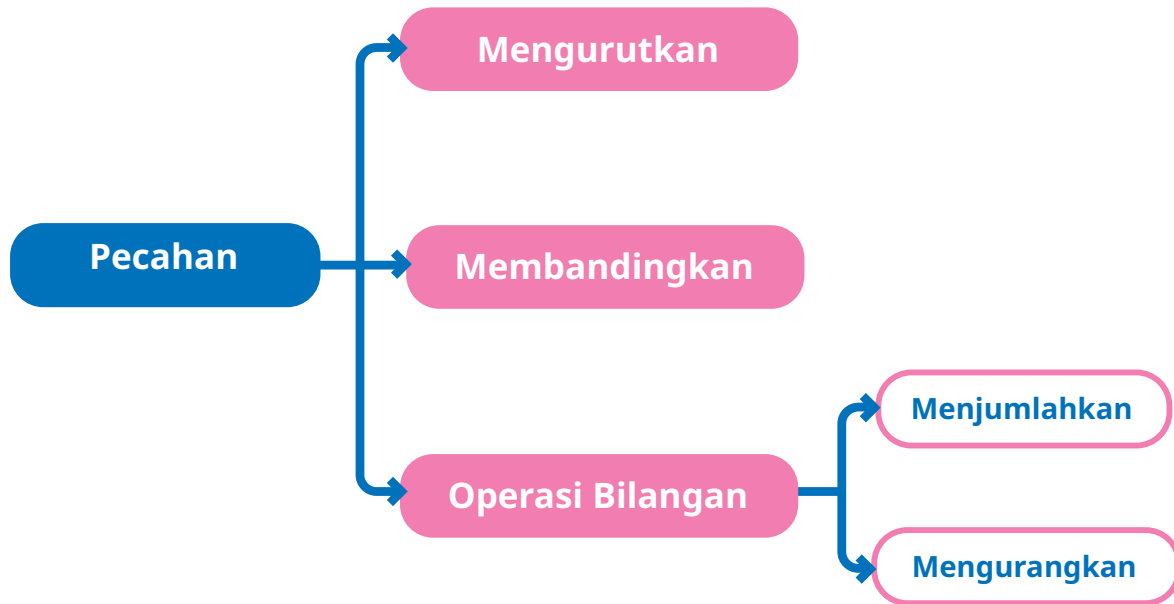 Mengurutkan
Pecahan
Membandingkan
Menjumlahkan
Operasi Bilangan
Mengurangkan